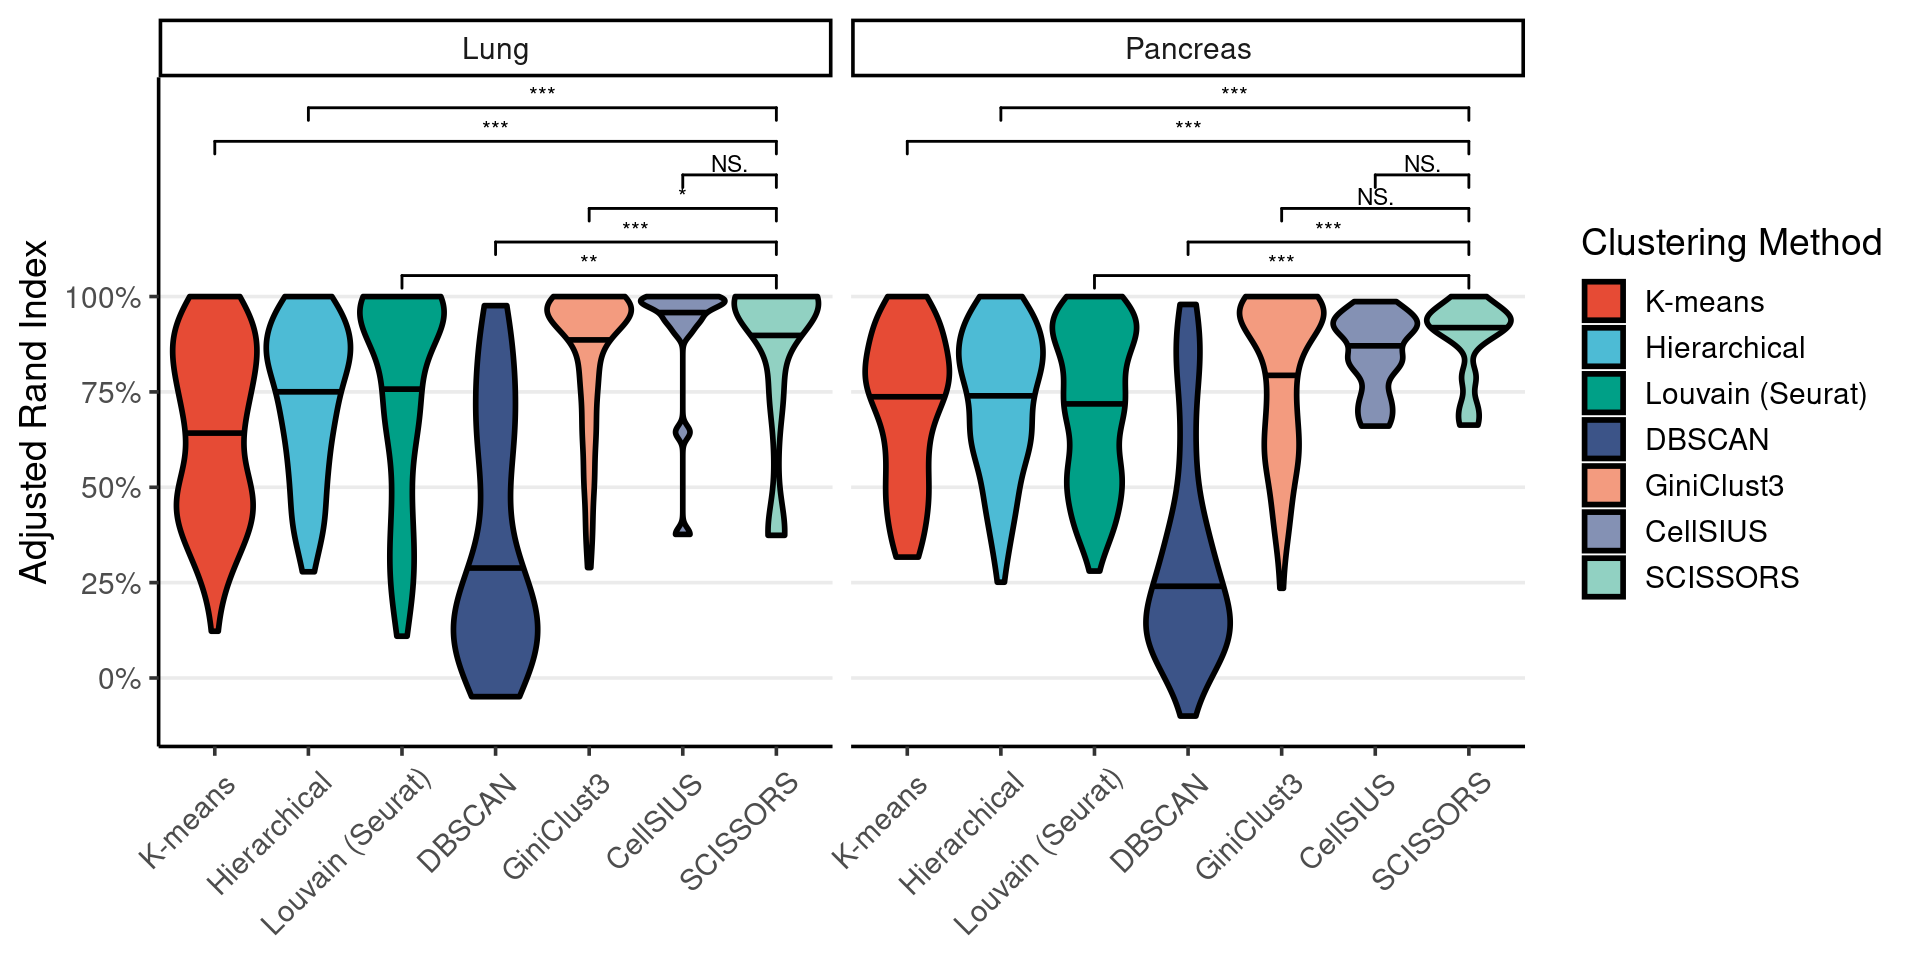 Lung
Pancreas
***
***
NS.
*
***
**
***
***
NS.
NS.
***
***
Adjusted Rand Index
100%
75%
50%
25%
0%
K-means
Hierarchical
Louvain (Seurat)
DBSCAN
GiniClust3
CellSIUS
SCISSORS
K-means
Hierarchical
Louvain (Seurat)
DBSCAN
GiniClust3
CellSIUS
SCISSORS
Clustering Method
K-means
Hierarchical
Louvain (Seurat)
DBSCAN
GiniClust3
CellSIUS
SCISSORS